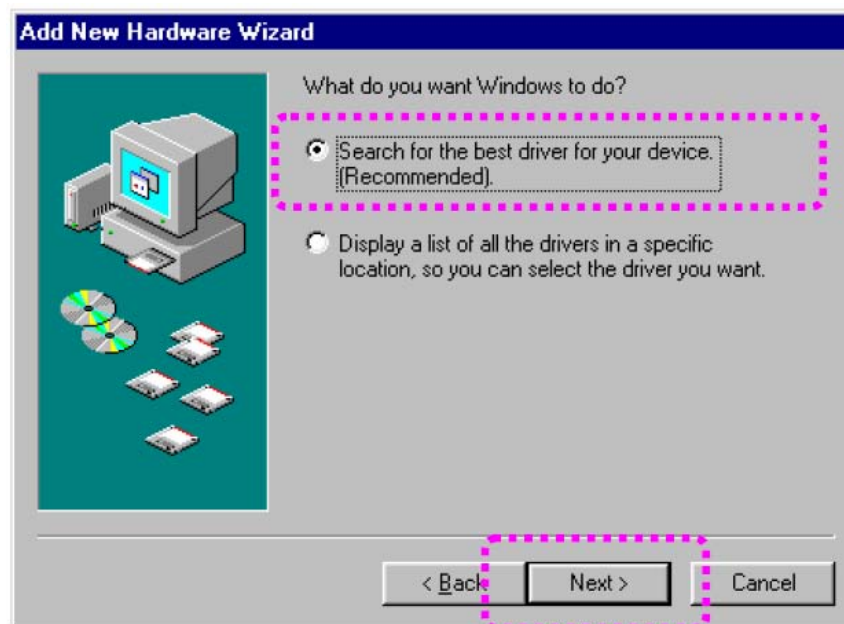 Add New Hardware Wizard
What do you want Windows to do?
Search for the best driver for your device.
(Recommended).
Display a list of all the drivers in a specific
location, so you can select the driver you want.
< Back
Next >
Cancel